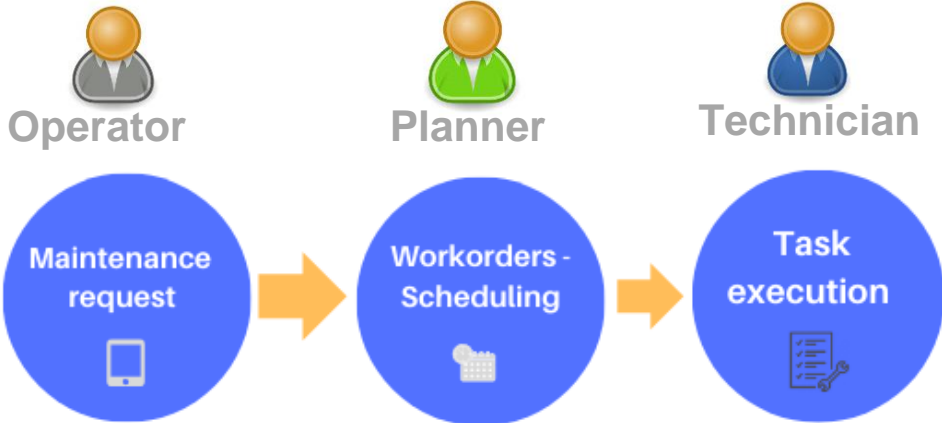 Operator
Planner
Technician
Maintenance
request
Workorders -
Scheduling
Task
execution